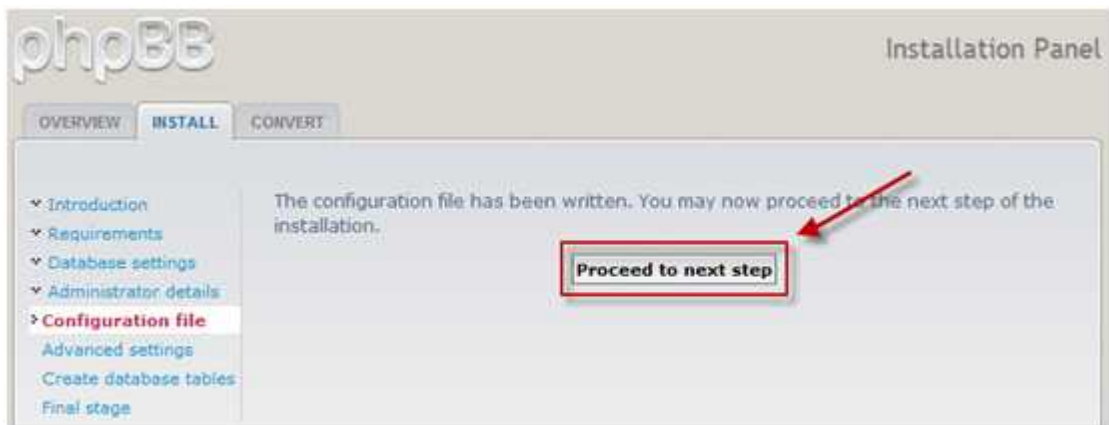 phpBB
Installation Panel
OVERVIEW INSTALL CONVERT
Introduction
Requirements
Database settings
Administrator details
Configuration file
Advanced settings
Create database tables
Final stage
The configuration file has been written. You may now proceed to the next step of the
installation.
Proceed to next step